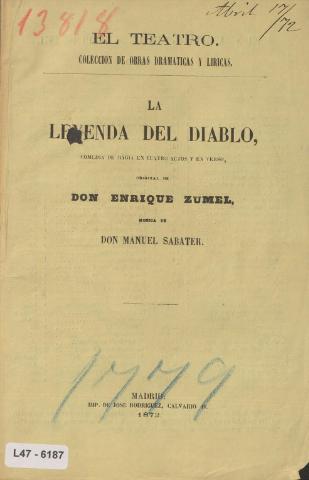 13818
Abril 17/72
EL TEATRO.
COLECCION DE OBRAS DRAMATICAS Y LIRICAS.
LA
LEYENDA DEL DIABLO,
COMEDIA DE MAGIA EN CUATRO ACTOS Y EN VERSO,
ORIGINAL DE
DON ENRIQUE ZUMEL,
MUSICA DE
DON MANUEL SABATER.
1779
MADRID:
IMP. DE JOSE RODRIGUEZ, CALVARIO 18.
1872.
L47 - 6187